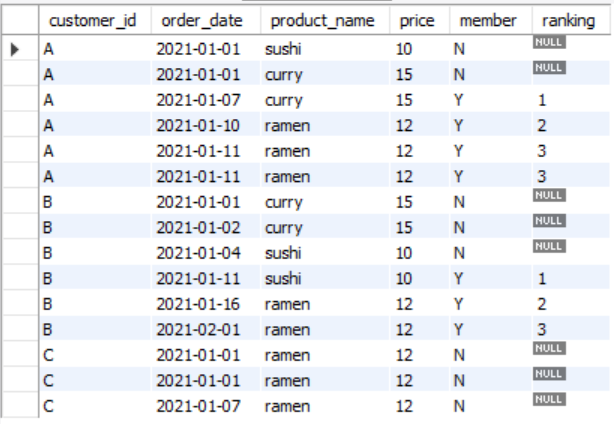 customer_id order_date product_name price member ranking
A 2021-01-01 sushi 10 N NULL
A 2021-01-01 curry 15 N NULL
A 2021-01-07 curry 15 Y 1
A 2021-01-10 ramen 12 Y 2
A 2021-01-11 ramen 12 Y 3
A 2021-01-11 ramen 12 Y 3
B 2021-01-01 curry 15 N NULL
B 2021-01-02 curry 15 N NULL
B 2021-01-04 sushi 10 N NULL
B 2021-01-11 sushi 10 Y 1
B 2021-01-16 ramen 12 Y 2
B 2021-02-01 ramen 12 Y 3
C 2021-01-01 ramen 12 N NULL
C 2021-01-01 ramen 12 N NULL
C 2021-01-07 ramen 12 N NULL